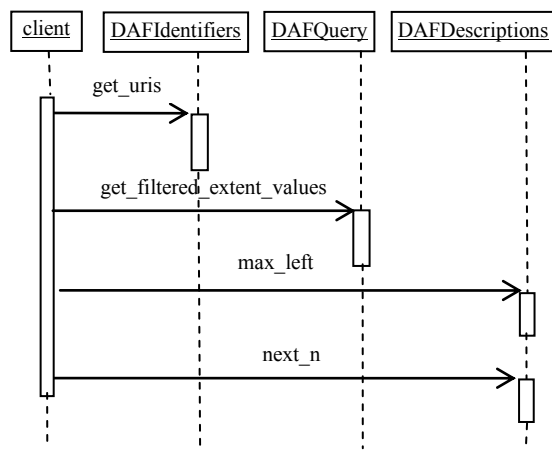 client
DAFIdentifiers
DAFQuery
DAFDescriptions
get_uris
get_filtered_extent_values
max_left
next_n